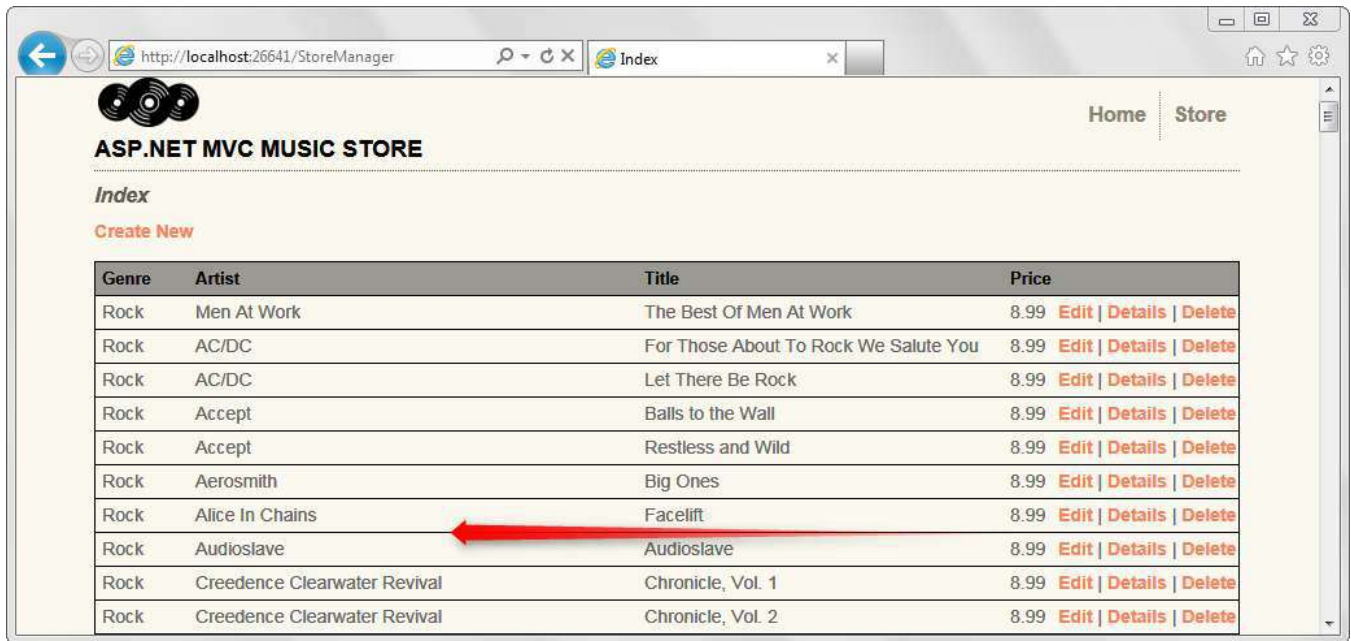 http://localhost:26641/StoreManager Index
Home Store
ASP.NET MVC MUSIC STORE
Index
Create New
Genre Artist Title Price
Rock Men At Work The Best Of Men At Work 8.99 Edit | Details | Delete
Rock AC/DC For Those About To Rock We Salute You 8.99 Edit | Details | Delete
Rock AC/DC Let There Be Rock 8.99 Edit | Details | Delete
Rock Accept Balls to the Wall 8.99 Edit | Details | Delete
Rock Accept Restless and Wild 8.99 Edit | Details | Delete
Rock Aerosmith Big Ones 8.99 Edit | Details | Delete
Rock Alice In Chains Facelift 8.99 Edit | Details | Delete
Rock Audioslave Audioslave 8.99 Edit | Details | Delete
Rock Creedence Clearwater Revival Chronicle, Vol. 1 8.99 Edit | Details | Delete
Rock Creedence Clearwater Revival Chronicle, Vol. 2 8.99 Edit | Details | Delete